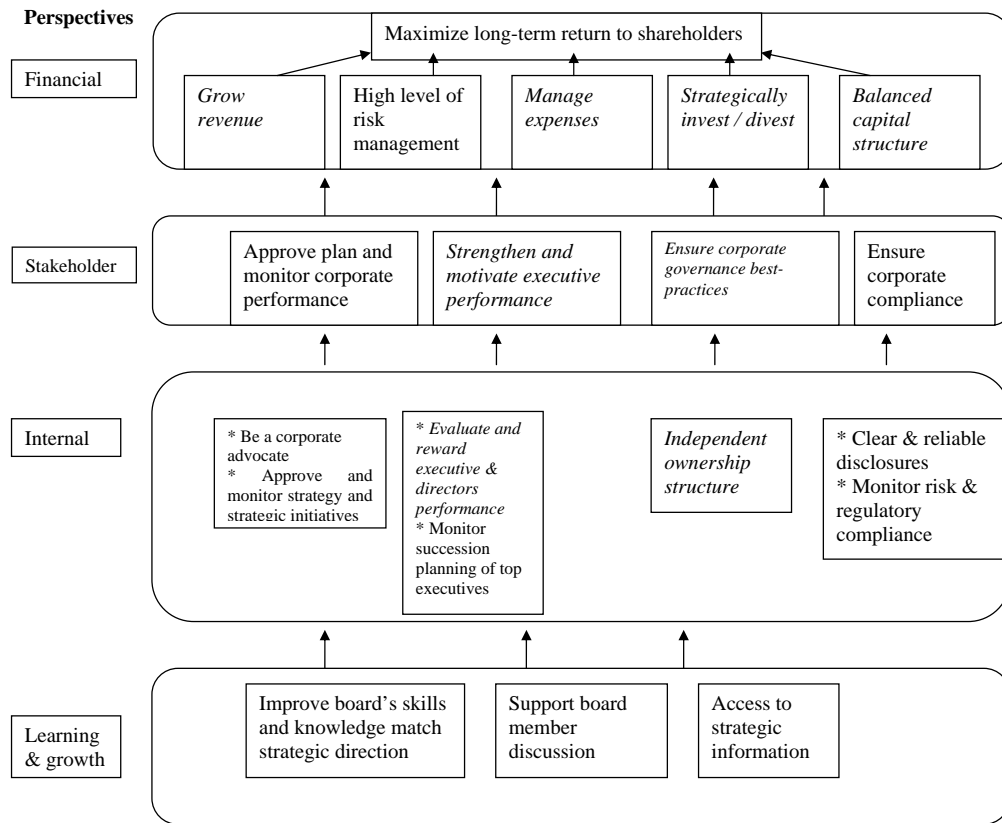 Perspectives
Maximize long-term return to shareholders
Financial
Grow
revenue
High level of
risk
management
Manage
expenses
Strategically
invest / divest
Balanced
capital
structure
Stakeholder
Approve plan and
monitor corporate
performance
Strengthen and
motivate executive
performance
Ensure corporate
governance best-
practices
Ensure
corporate
compliance
Internal
* Be a corporate
advocate
* Approve and
monitor strategy and
strategic initiatives
* Evaluate and
reward
executive &
directors
performance
* Monitor
succession
planning of top
executives
Independent
ownership
structure
* Clear & reliable
disclosures
* Monitor risk &
regulatory
compliance
Learning
& growth
Improve board’s skills
and knowledge match
strategic direction
Support board
member
discussion
Access to
strategic
information